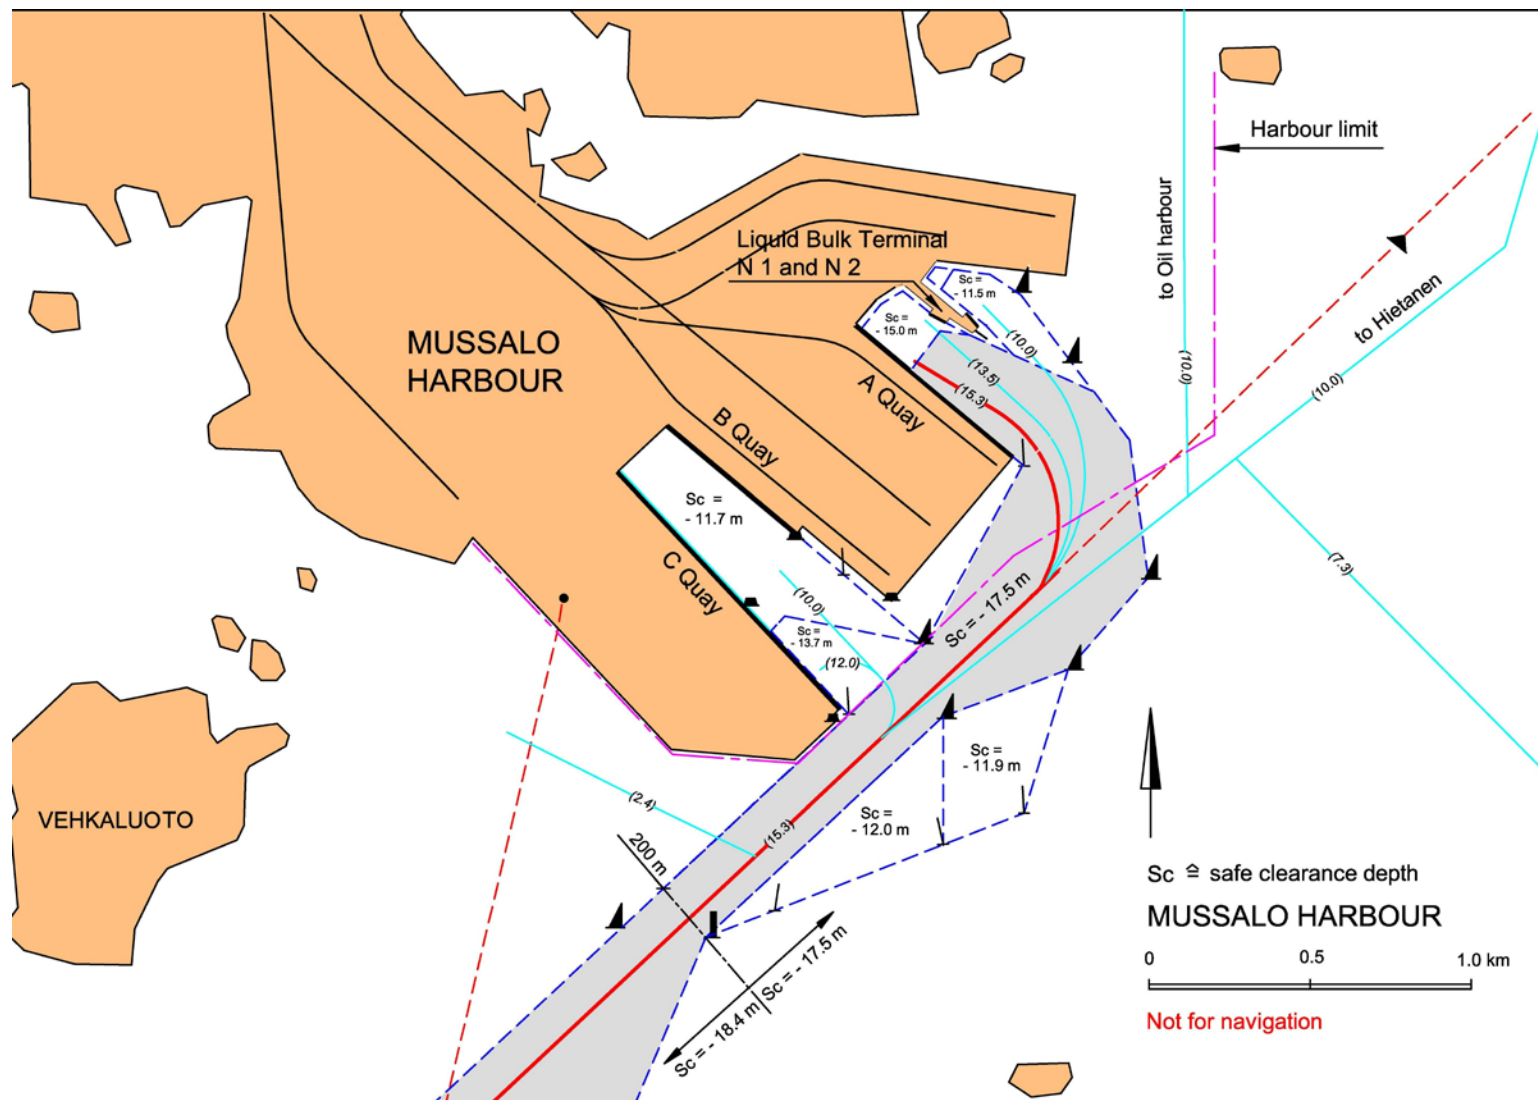 Harbour limit
to Oil harbour
to Hietanen
(10.0)
(10.0)
(7.3)
Liquid Bulk Terminal
N 1 and N 2
Sc =
- 11.5 m
Sc =
- 15.0 m
(10.0)
(13.5)
(15.3)
MUSSALO
HARBOUR
A Quay
B Quay
C Quay
Sc =
- 11.7 m
(10.0)
Sc =
- 13.7 m
(12.0)
Sc = - 17.5 m
Sc =
- 11.9 m
Sc =
- 12.0 m
(2.4)
(15.3)
200 m
VEHKALUOTO
Sc = - 17.5 m
Sc = - 18.4 m
Sc ≙ safe clearance depth
MUSSALO HARBOUR
0 0.5 1.0 km
Not for navigation